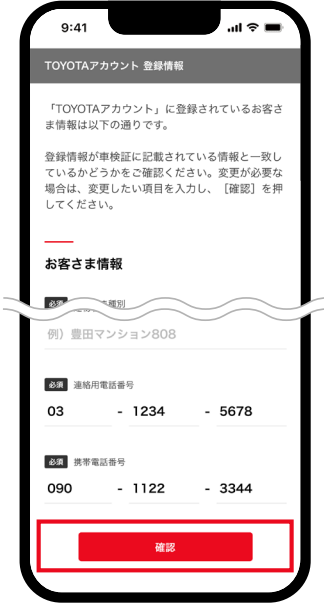 9:41
TOYOTAアカウント 登録情報
「TOYOTAアカウント」に登録されているお客さ
ま情報は以下の通りです。
登録情報が車検証に記載されている情報と一致し
ているかどうかをご確認ください。変更が必要な
場合は、変更したい項目を入力し、［確認］を押
してください。
お客さま情報
必須 種別
例）豊田マンション808
必須 連絡用電話番号
03 - 1234 - 5678
必須 携帯電話番号
090 - 1122 - 3344
確認